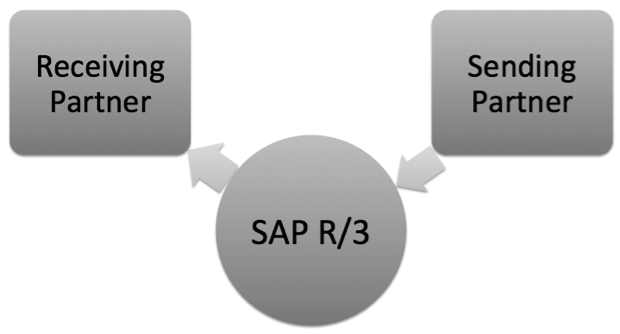 Receiving
Partner
Sending
Partner
SAP R/3